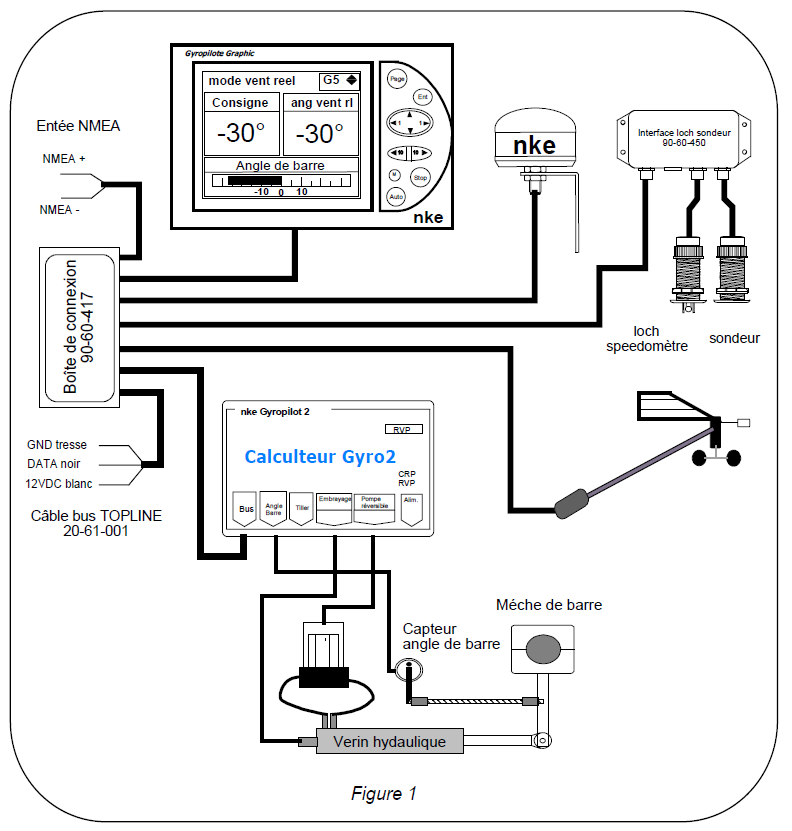 Gyropilote Graphic
mode vent reel
G5
Consigne
ang vent rl
-30°
-30°
Angle de barre
-10 0 10
Page
Ent
1 1
10 10
M
Stop
Auto
nke
nke
Interface loch sondeur
90-60-450
loch
speedomètre
sondeur
Entée NMEA
NMEA +
NMEA -
Boîte de connexion
90-60-417
GND tresse
DATA noir
12VDC blanc
Câble bus TOPLINE
20-61-001
nke Gyropilot 2
RVP
Calculteur Gyro2
CRP
RVP
Bus
Angle
Barre
Tiller
Embrayage
Pompe
réversible
Alim.
Capteur
angle de barre
Méche de barre
Verin hydaulique
Figure 1